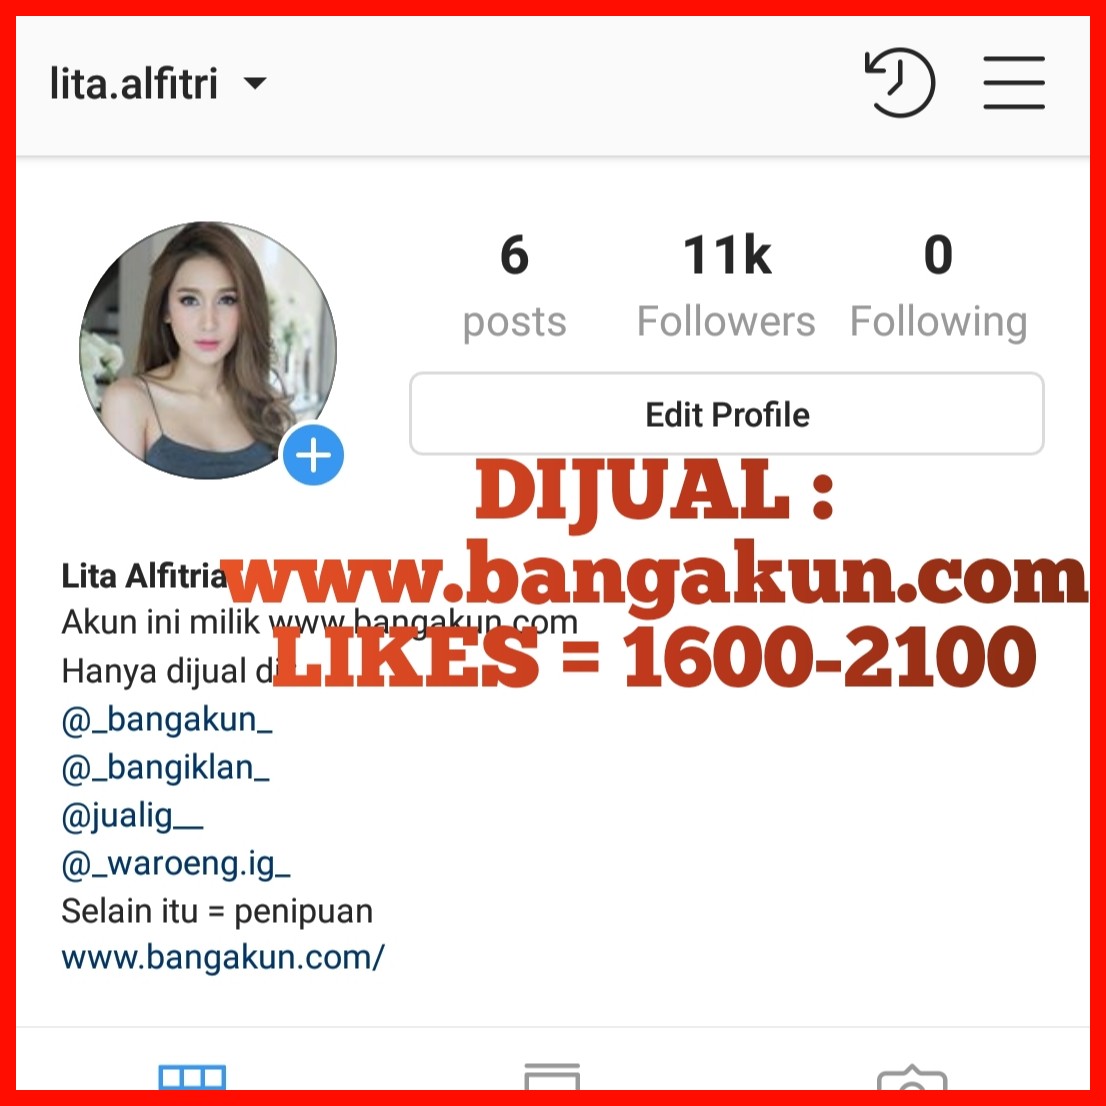 lita.alfitri
6 11k 0
posts Followers Following
Edit Profile
DIJUAL :
www.bangakun.com
LIKES = 1600-2100
Lita Alfitria
Akun ini milik www.bangakun.com
Hanya dijual di
@_bangakun_
@_bangiklan_
@jualig__
@_waroeng.ig_
Selain itu = penipuan
www.bangakun.com/